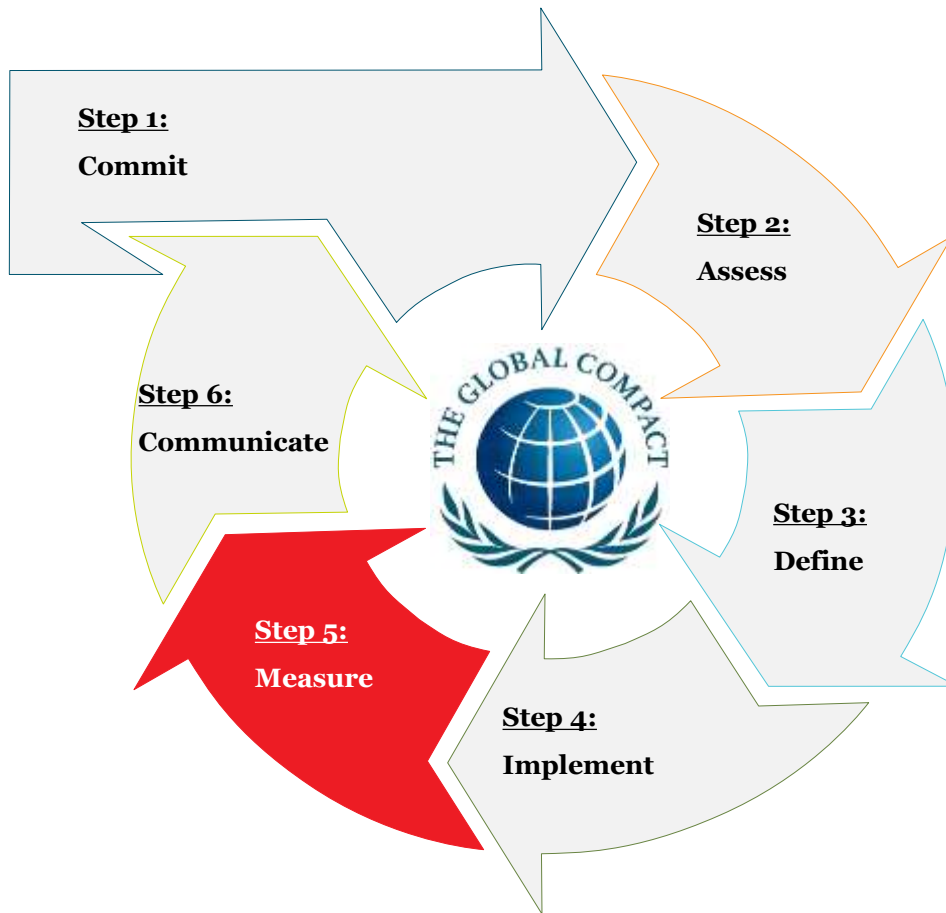 Step 1:
Commit
Step 2:
Assess
Step 3:
Define
Step 4:
Implement
Step 5:
Measure
Step 6:
Communicate
THE GLOBAL COMPACT